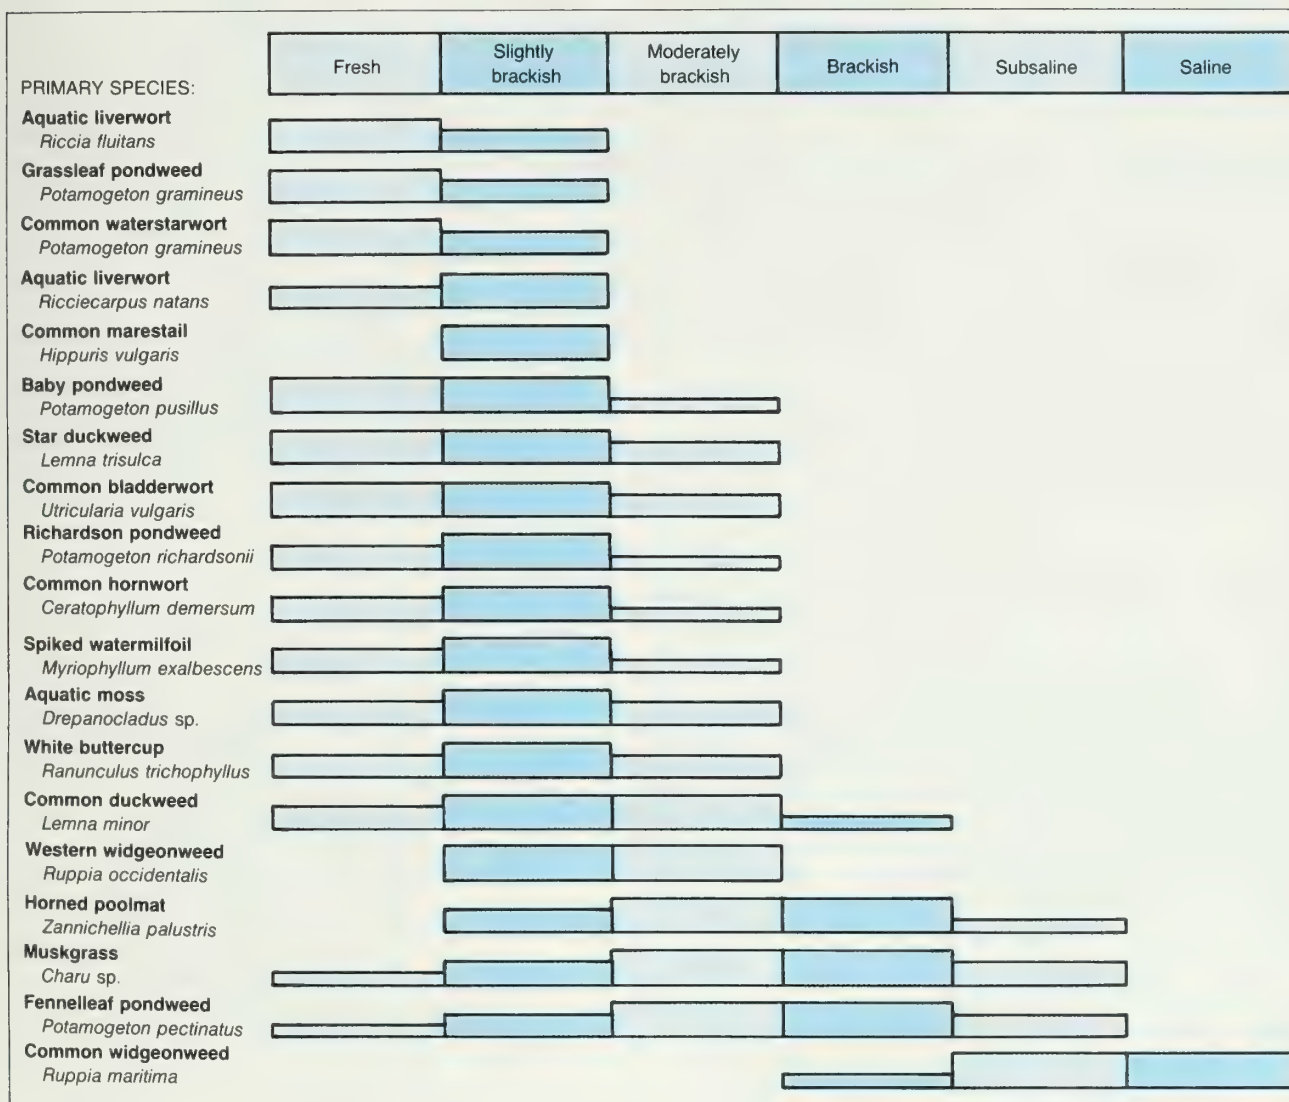 Fresh
Slightly
brackish
Moderately
brackish
Brackish
Subsaline
Saline
PRIMARY SPECIES:
Aquatic liverwort
Riccia fluitans
Grassleaf pondweed
Potamogeton gramineus
Common waterstarwort
Potamogeton gramineus
Aquatic liverwort
Ricciecarpus natans
Common marestail
Hippuris vulgaris
Baby pondweed
Potamogeton pusillus
Star duckweed
Lemna trisulca
Common bladderwort
Utricularia vulgaris
Richardson pondweed
Potamogeton richardsonii
Common hornwort
Ceratophyllum demersum
Spiked watermilfoil
Myriophyllum exalbescens
Aquatic moss
Drepanocladus sp.
White buttercup
Ranunculus trichophyllus
Common duckweed
Lemna minor
Western widgeonweed
Ruppia occidentalis
Horned poolmat
Zannichellia palustris
Muskgrass
Charu sp.
Fennelleaf pondweed
Potamogeton pectinatus
Common widgeonweed
Ruppia maritima